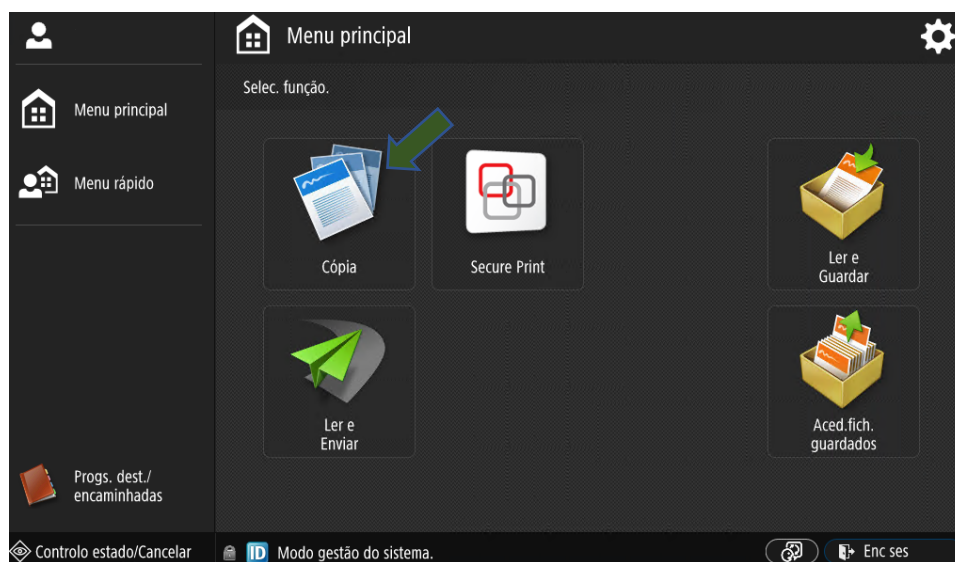 Menu principal
Menu rápido
Progs. dest./
encaminhadas
Controlo estado/Cancelar
Menu principal
Selec. função.
Cópia
Secure Print
Ler e
Guardar
Ler e
Enviar
Aced.fich.
guardados
ID
Modo gestão do sistema.
Enc ses